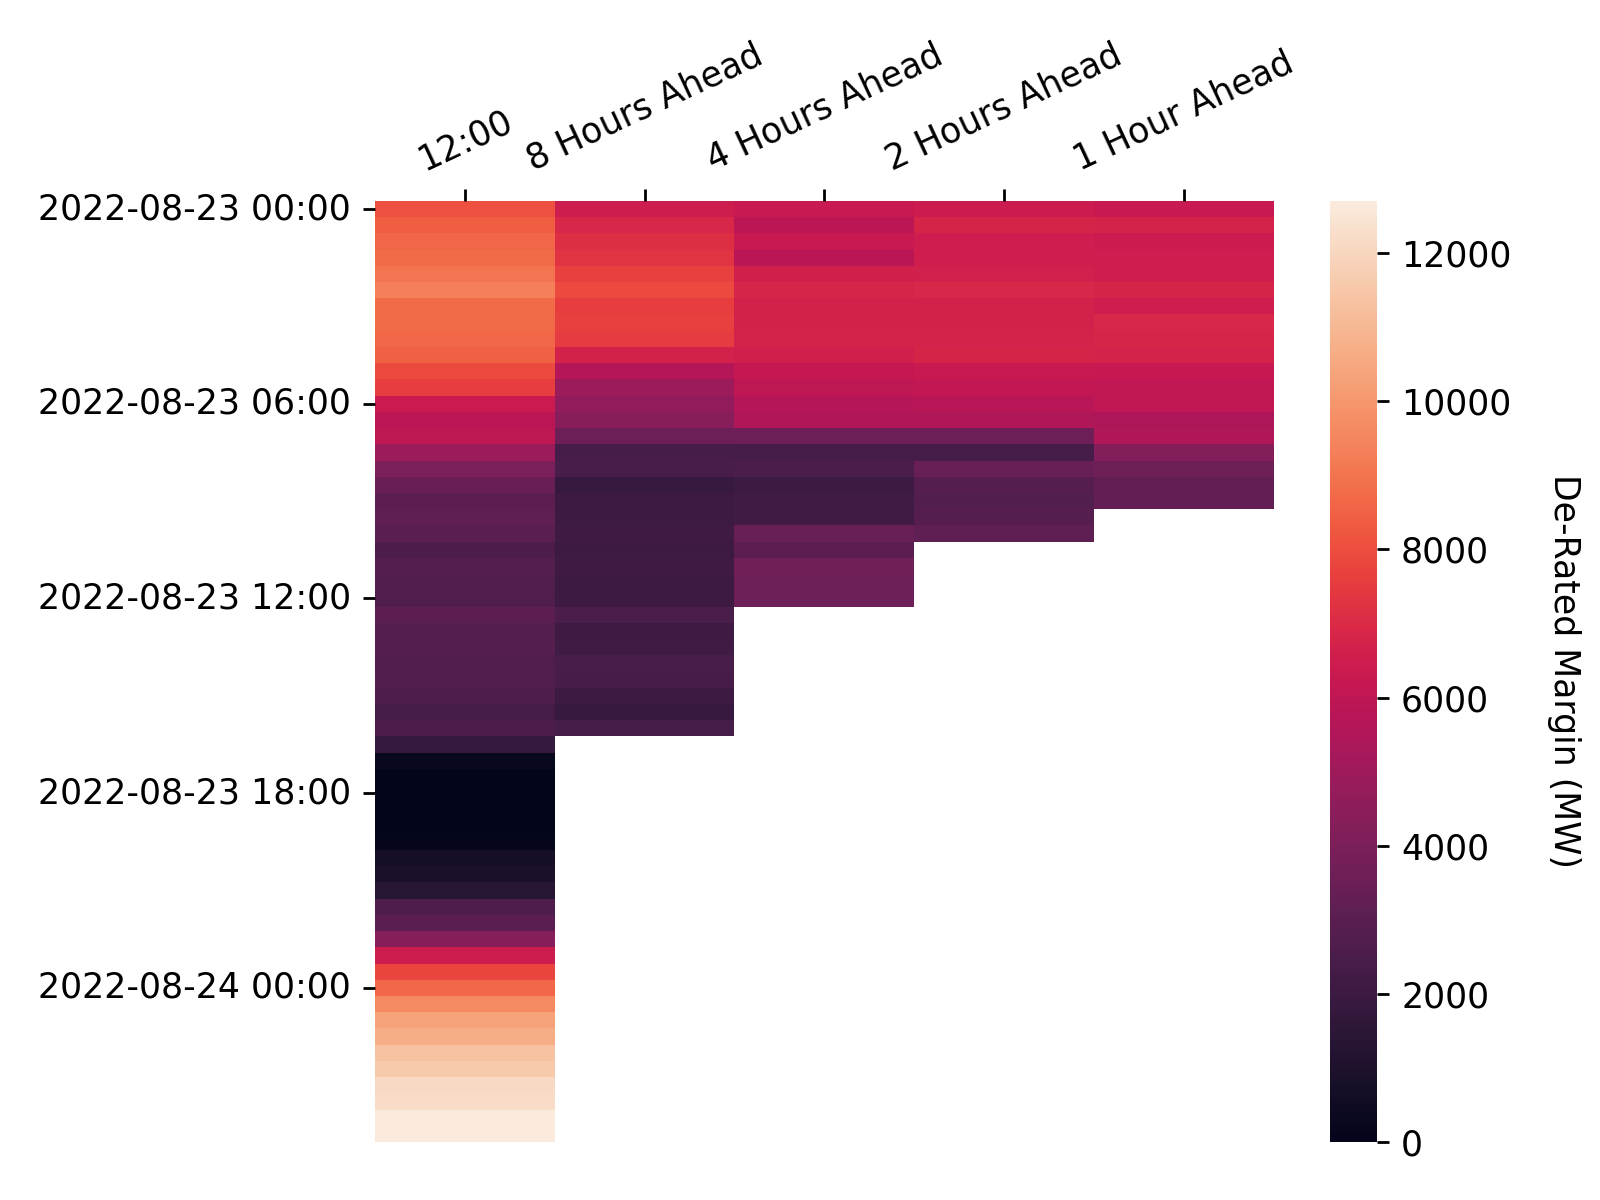 12:00
8 Hours Ahead
4 Hours Ahead
2 Hours Ahead
1 Hour Ahead
2022-08-23 00:00
2022-08-23 06:00
2022-08-23 12:00
2022-08-23 18:00
2022-08-24 00:00
12000
10000
8000
6000
4000
2000
0
De-Rated Margin (MW)